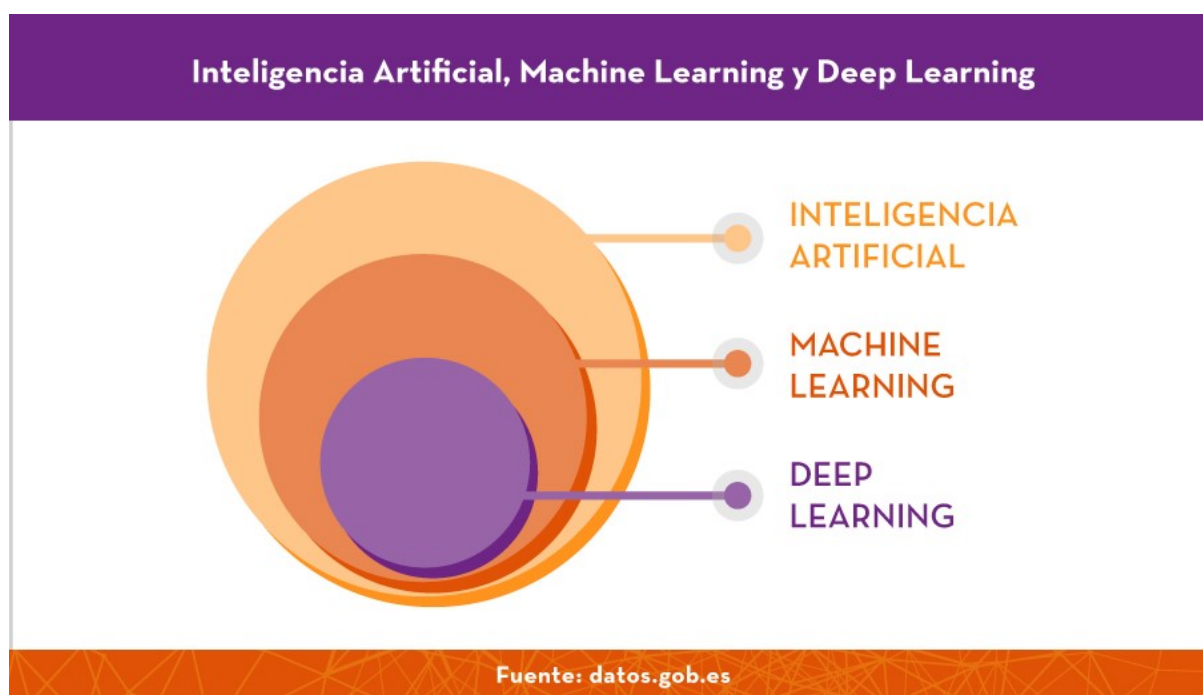 Inteligencia Artificial, Machine Learning y Deep Learning
INTELIGENCIA
ARTIFICIAL
MACHINE
LEARNING
DEEP
LEARNING
Fuente: datos.gob.es